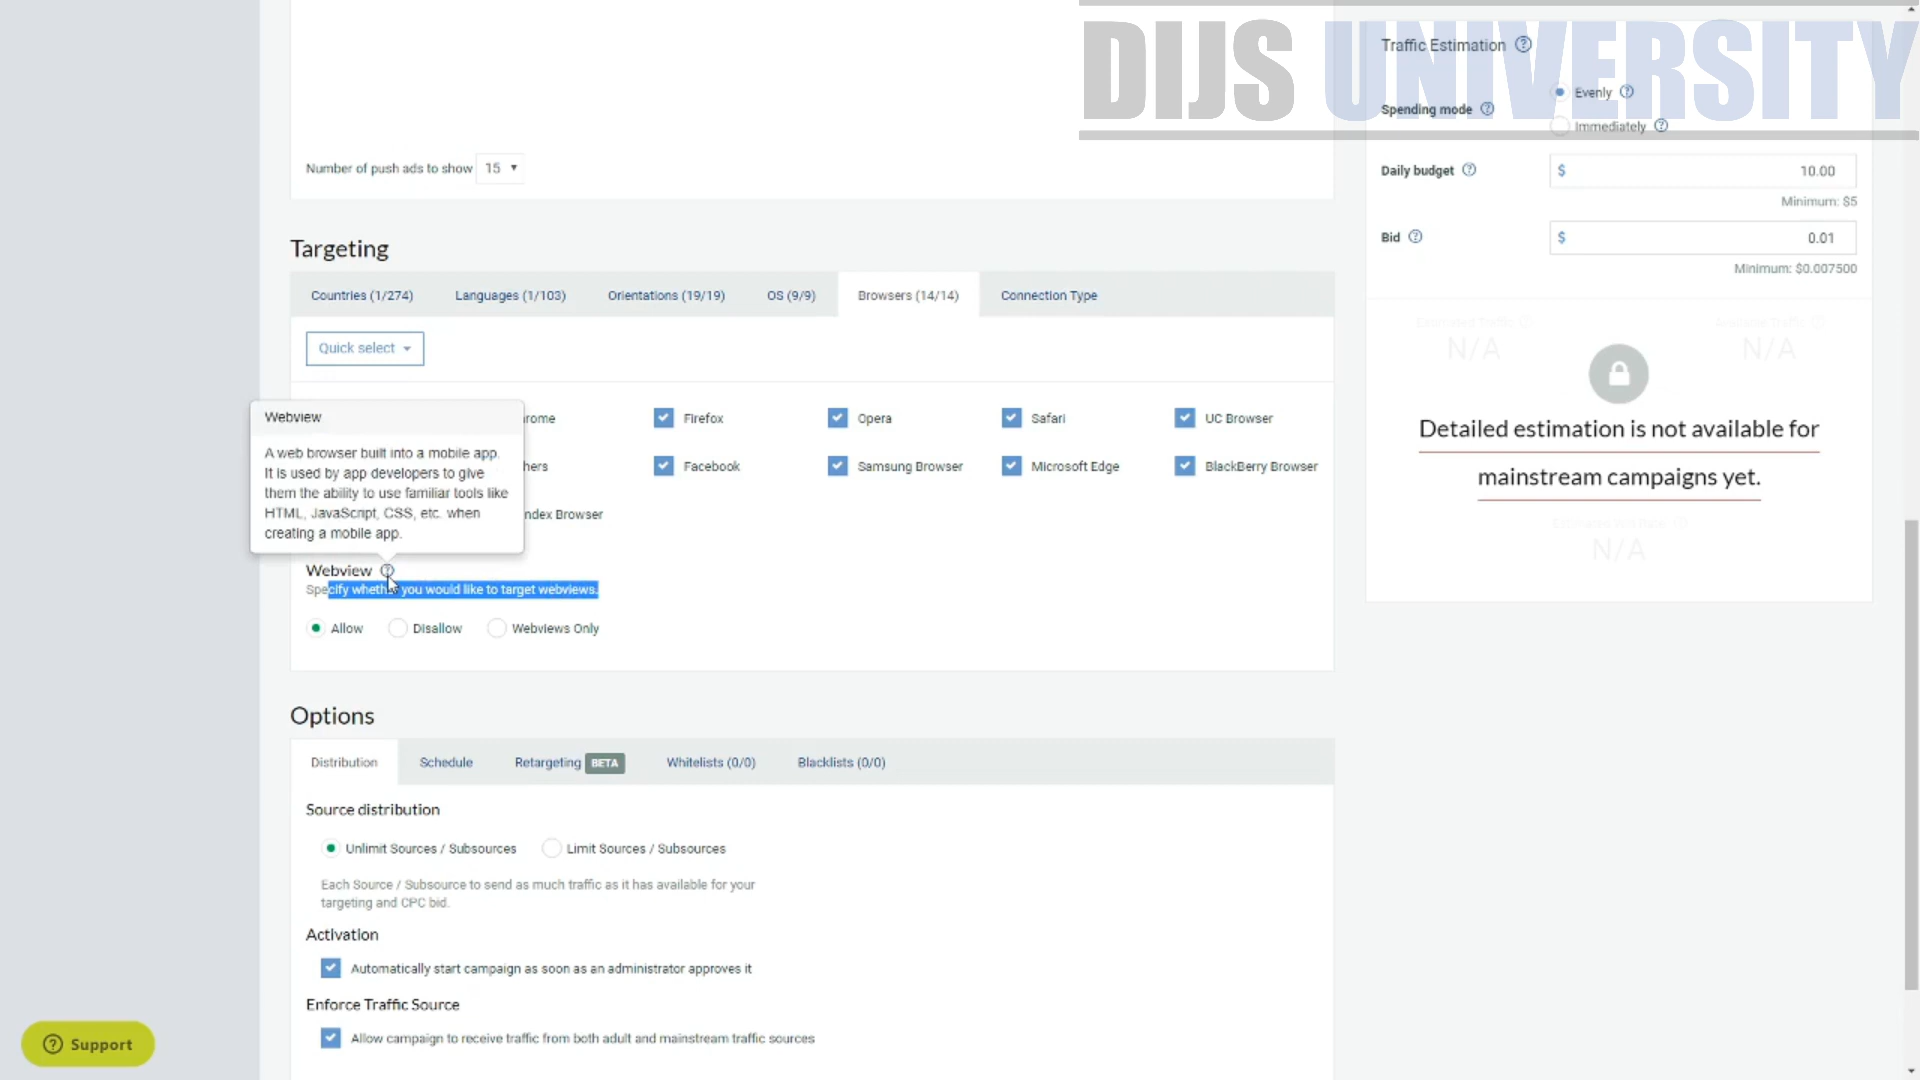 DIJS UNIVERSITY
Traffic Estimation
Spending mode
Evenly
Immediately
Daily budget
$ 10.00
Minimum: $5
Bid
$ 0.01
Minimum: $0.007500
Estimated Traffic
N/A
Available Traffic
N/A
Detailed estimation is not available for
mainstream campaigns yet.
Estimated Win Rate
N/A
Number of push ads to show 15
Targeting
Countries (1/274) Languages (1/103) Orientations (19/19) OS (9/9) Browsers (14/14) Connection Type
Quick select
Webview
A web browser built into a mobile app.
It is used by app developers to give
them the ability to use familiar tools like
HTML, JavaScript, CSS, etc. when
creating a mobile app.
rome Firefox Opera Safari UC Browser
hers Facebook Samsung Browser Microsoft Edge BlackBerry Browser
ndex Browser
Webview
Specify whether you would like to target webviews.
Allow Disallow Webviews Only
Options
Distribution Schedule Retargeting BETA Whitelists (0/0) Blacklists (0/0)
Source distribution
Unlimit Sources / Subsources Limit Sources / Subsources
Each Source / Subsource to send as much traffic as it has available for your
targeting and CPC bid.
Activation
Automatically start campaign as soon as an administrator approves it
Enforce Traffic Source
Allow campaign to receive traffic from both adult and mainstream traffic sources
Support